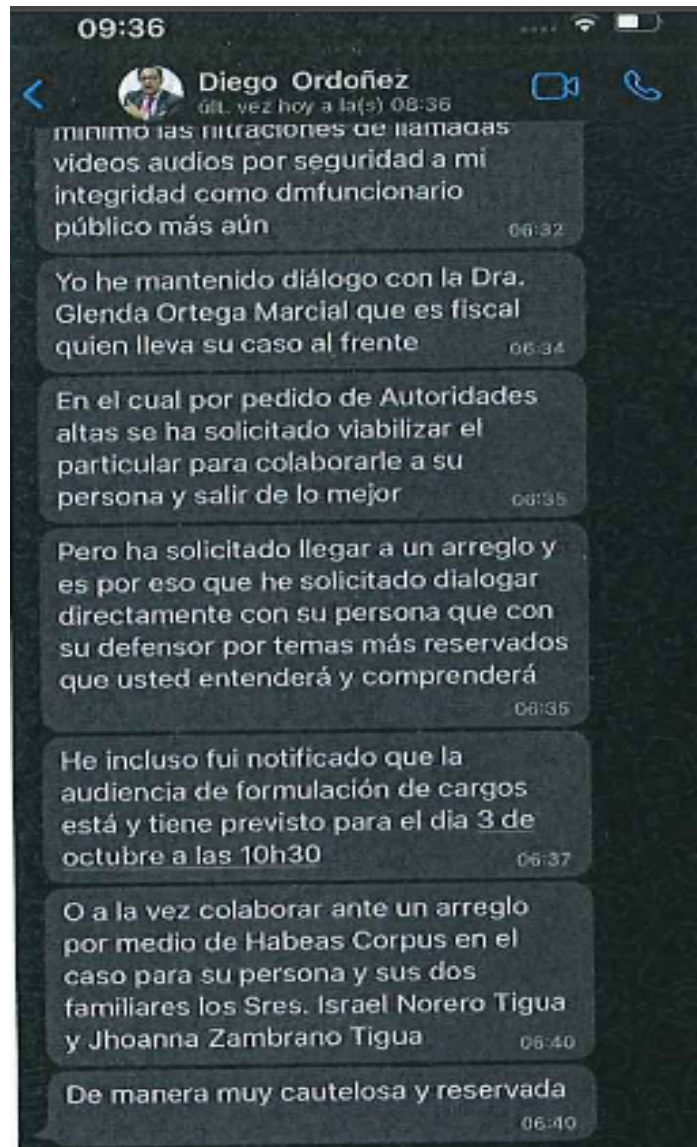 09:36
Diego Ordoñez
últ. vez hoy a la(s) 08:36
mínimo las filtraciones de llamadas
videos audios por seguridad a mi
integridad como dmfuncionario
público más aún
06:32
Yo he mantenido diálogo con la Dra.
Glenda Ortega Marcial que es fiscal
quien lleva su caso al frente
06:34
En el cual por pedido de Autoridades
altas se ha solicitado viabilizar el
particular para colaborarle a su
persona y salir de lo mejor
06:35
Pero ha solicitado llegar a un arreglo y
es por eso que he solicitado dialogar
directamente con su persona que con
su defensor por temas más reservados
que usted entenderá y comprenderá
06:35
He incluso fui notificado que la
audiencia de formulación de cargos
está y tiene previsto para el dia 3 de
octubre a las 10h30
06:37
O a la vez colaborar ante un arreglo
por medio de Habeas Corpus en el
caso para su persona y sus dos
familiares los Sres. Israel Norero Tigua
y Jhoanna Zambrano Tigua
06:40
De manera muy cautelosa y reservada
06:40